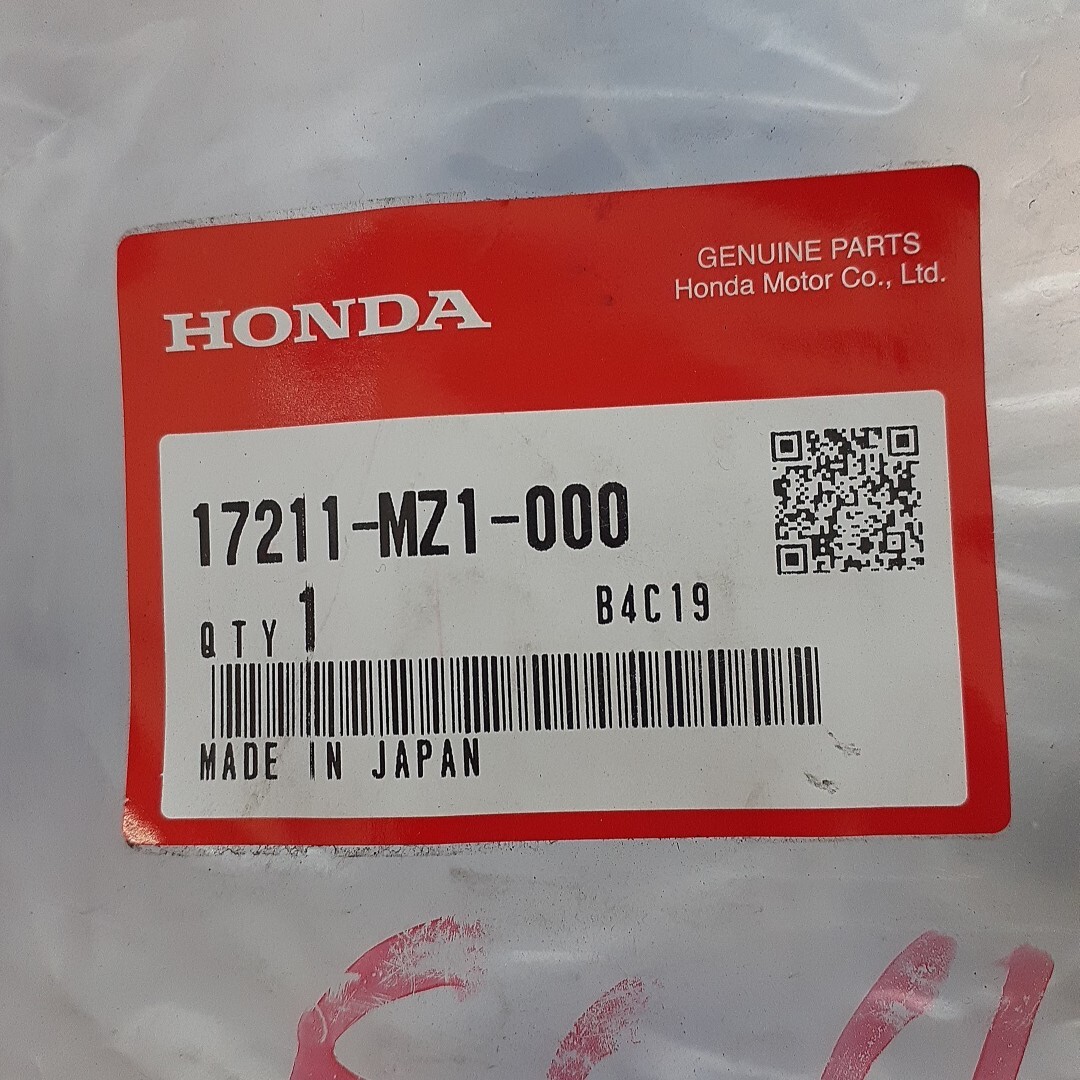 GENUINE PARTS
Honda Motor Co., Ltd.
HONDA
17211-MZ1-000
QTY 1
B4C19
MADE IN JAPAN